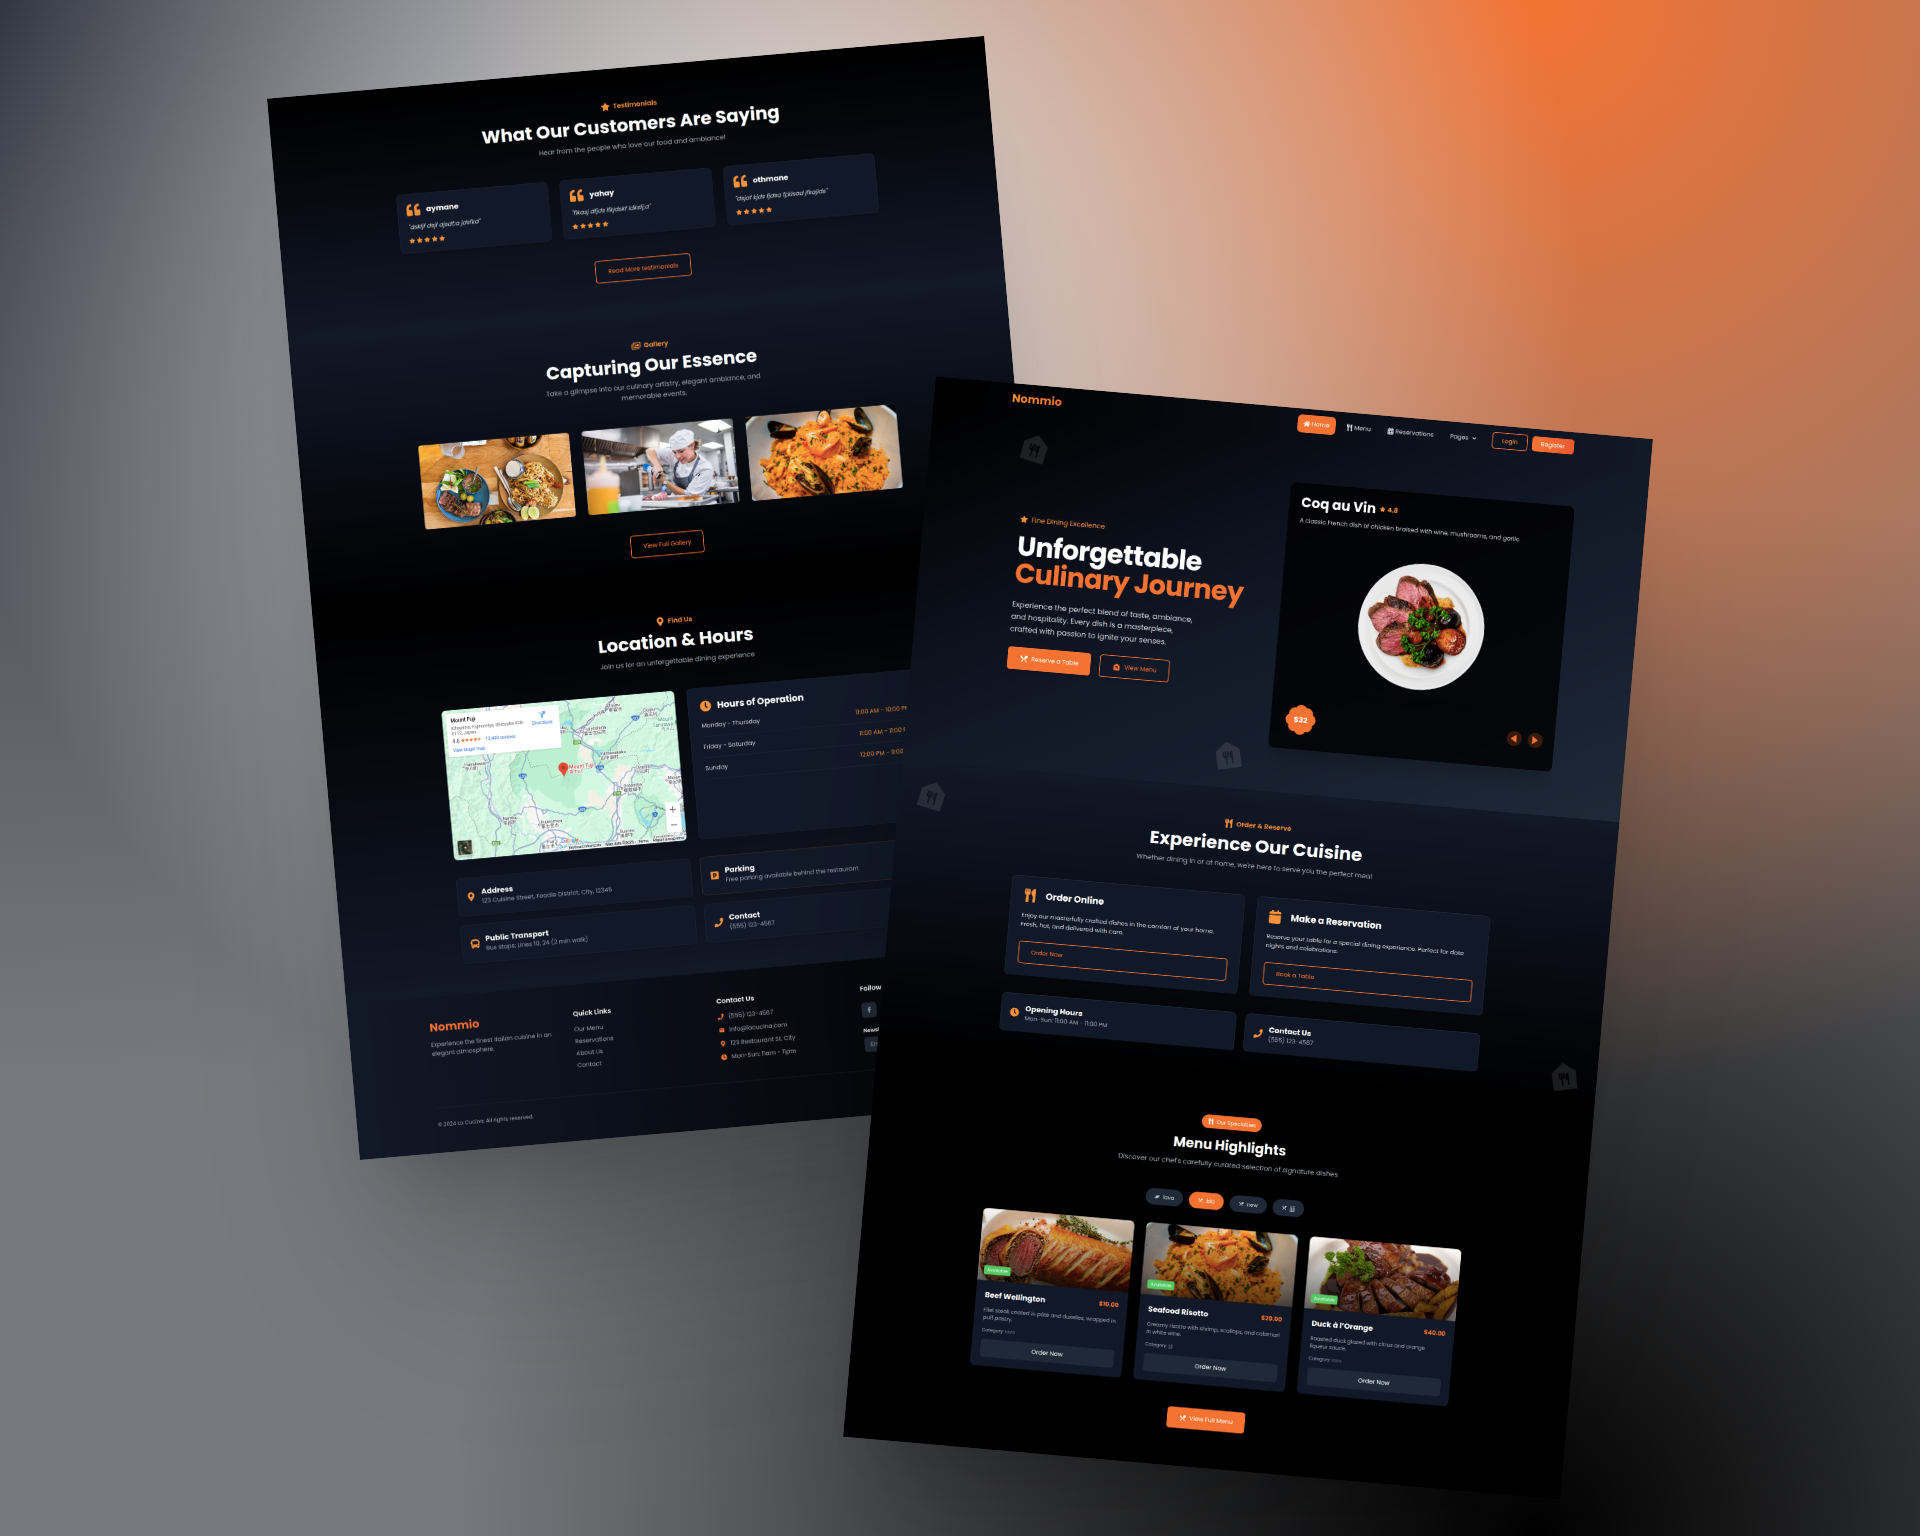 Testimonials
What Our Customers Are Saying
Hear from the people who love our food and ambiance!
aymane
yahay
othmane
Read More testimonials
Gallery
Capturing Our Essence
Take a glimpse into our culinary artistry, elegant ambiance, and
memorable events.
View Full Gallery
Find Us
Location & Hours
Join us for an unforgettable dining experience
Mount Fuji
Directions
4.6
View larger map
Mount Fuji
Hours of Operation
Monday - Thursday
11:00 AM - 10:00 PM
Friday - Saturday
11:00 AM - 11:00
Sunday
12:00 PM - 9:00
Address
123 Cuisine Street, Foodie District, City, 12345
Parking
Free parking available behind the restaurant
Public Transport
Bus stops: Lines 10, 24 (2 min walk)
Contact
(555) 123-4567
Nommio
Experience the finest Italian cuisine in an
elegant atmosphere.
Quick Links
Our Menu
Reservations
About Us
Contact
Contact Us
(555) 123-4567
info@lacucina.com
123 Restaurant St, City
Mon-Sun: 11am - 11pm
Follow
Newsl
© 2024 La Cucina. All rights reserved.
Nommio
Home
Menu
Reservations
Pages
Login
Register
Fine Dining Excellence
Unforgettable
Culinary Journey
Experience the perfect blend of taste, ambiance,
and hospitality. Every dish is a masterpiece,
crafted with passion to ignite your senses.
Reserve a Table
View Menu
Coq au Vin
4.8
A classic French dish of chicken braised with wine, mushrooms, and garlic
$32
Order & Reserve
Experience Our Cuisine
Whether dining in or at home, we're here to serve you the perfect meal
Order Online
Enjoy our masterfully crafted dishes in the comfort of your home.
Fresh, hot, and delivered with care.
Order Now
Make a Reservation
Reserve your table for a special dining experience. Perfect for date
nights and celebrations.
Book a Table
Opening Hours
Mon-Sun: 11:00 AM - 11:00 PM
Contact Us
(555) 123-4567
Our Specialties
Menu Highlights
Discover our chef's carefully curated selection of signature dishes
new
Available
Beef Wellington
$10.00
Filet steak coated in pâté and duxelles, wrapped in
puff pastry.
Category:
Order Now
Available
Seafood Risotto
$20.00
Creamy risotto with shrimp, scallops, and calamari
in white wine.
Category:
Order Now
Available
Duck à l'Orange
$40.00
Roasted duck glazed with citrus and orange
liqueur sauce.
Category:
Order Now
View Full Menu